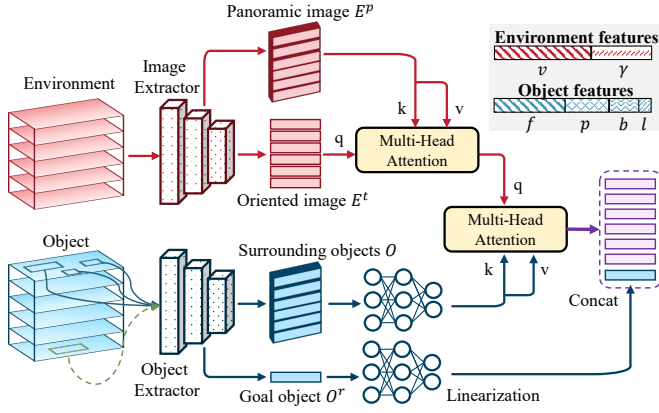 Panoramic image E^p
Environment features
v γ
Object features
f p b l
Image
Extractor
Environment
k v
q
Multi-Head
Attention
Oriented image E^t
q
Multi-Head
Attention
Object
Surrounding objects O
k v
Concat
Object
Extractor
Goal object O^r
Linearization